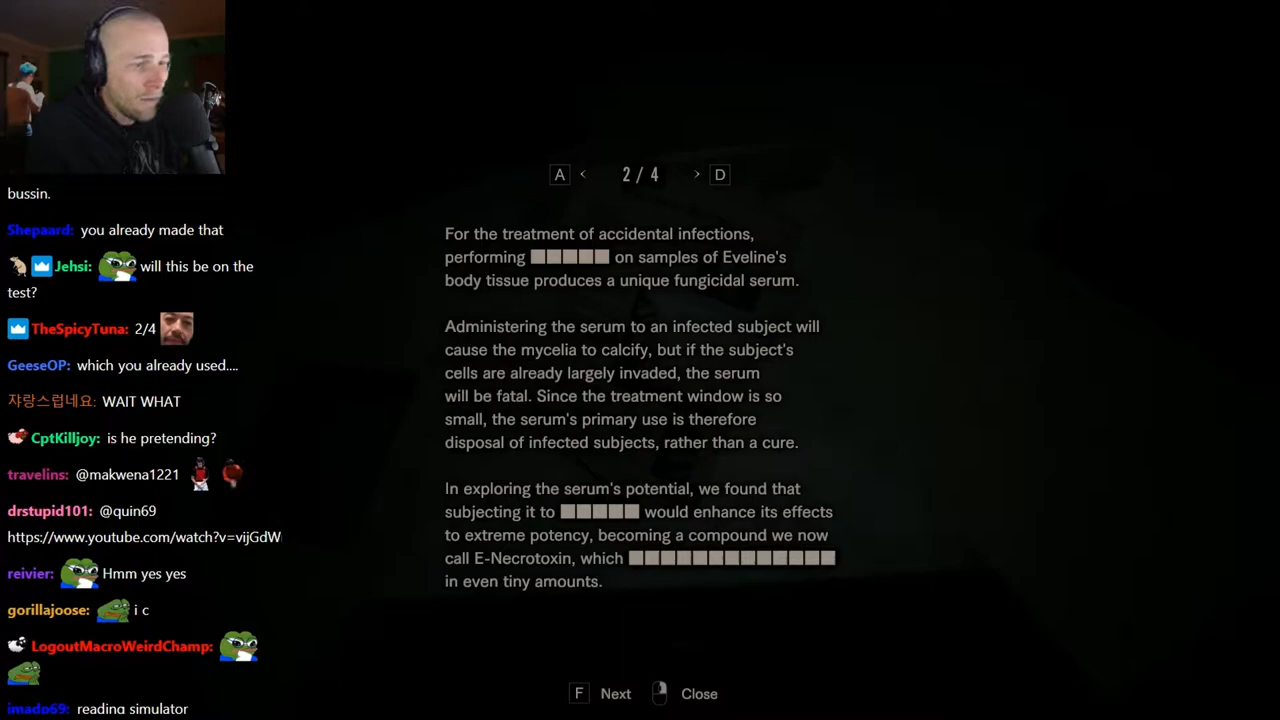 bussin.
Shepaard: you already made that
Jehsi: will this be on the
test?
TheSpicyTuna: 2/4
GeeseOP: which you already used....
쟈랑스럽네요: WAIT WHAT
CptKilljoy: is he pretending?
travelins: @makwena1221
drstupid101: @quin69
https://www.youtube.com/watch?v=vijGdW
reivier: Hmm yes yes
gorillajoose: i c
LogoutMacroWeirdChamp:
imado69: reading simulator
A < 2 / 4 > D
For the treatment of accidental infections,
performing ■■■■■ on samples of Eveline's
body tissue produces a unique fungicidal serum.
Administering the serum to an infected subject will
cause the mycelia to calcify, but if the subject's
cells are already largely invaded, the serum
will be fatal. Since the treatment window is so
small, the serum's primary use is therefore
disposal of infected subjects, rather than a cure.
In exploring the serum's potential, we found that
subjecting it to ■■■■■ would enhance its effects
to extreme potency, becoming a compound we now
call E-Necrotoxin, which ■■■■■■■■■■■■■
in even tiny amounts.
F Next Close